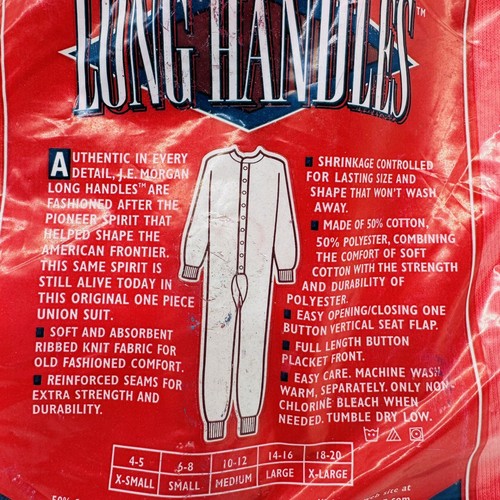 LONG HANDLES™
AUTHENTIC IN EVERY
DETAIL, J.E. MORGAN
LONG HANDLES™ ARE
FASHIONED AFTER THE
PIONEER SPIRIT THAT
HELPED SHAPE THE
AMERICAN FRONTIER.
THIS SAME SPIRIT IS
STILL ALIVE TODAY IN
THIS ORIGINAL ONE PIECE
UNION SUIT.
■ SOFT AND ABSORBENT
RIBBED KNIT FABRIC FOR
OLD FASHIONED COMFORT.
■ REINFORCED SEAMS FOR
EXTRA STRENGTH AND
DURABILITY.
■ SHRINKAGE CONTROLLED
FOR LASTING SIZE AND
SHAPE THAT WON'T WASH
AWAY.
■ MADE OF 50% COTTON,
50% POLYESTER, COMBINING
THE COMFORT OF SOFT
COTTON WITH THE STRENGTH
AND DURABILITY OF
POLYESTER.
■ EASY OPENING/CLOSING ONE
BUTTON VERTICAL SEAT FLAP.
■ FULL LENGTH BUTTON
PLACKET FRONT.
■ EASY CARE. MACHINE WASH
WARM, SEPARATELY. ONLY NON-
CHLORINE BLEACH WHEN
NEEDED. TUMBLE DRY LOW.
4-5 6-8 10-12 14-16 18-20
X-SMALL SMALL MEDIUM LARGE X-LARGE
site at